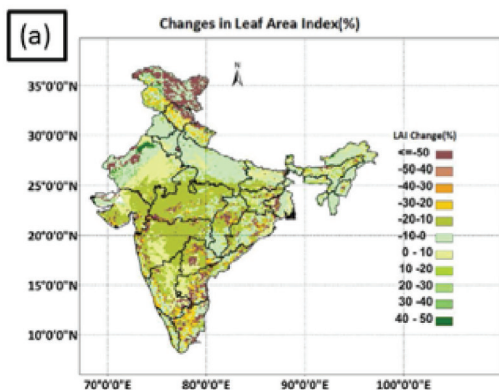 (a)
Changes in Leaf Area Index(%)
N
35°0'0"N
30°0'0"N
25°0'0"N
20°0'0"N
15°0'0"N
10°0'0"N
70°0'0"E
80°0'0"E
90°0'0"E
100°0'0"E
LAI Change(%)
<=-50
-50-40
-40-30
-30-20
-20-10
-10-0
0 - 10
10 -20
20 -30
30 -40
40 - 50